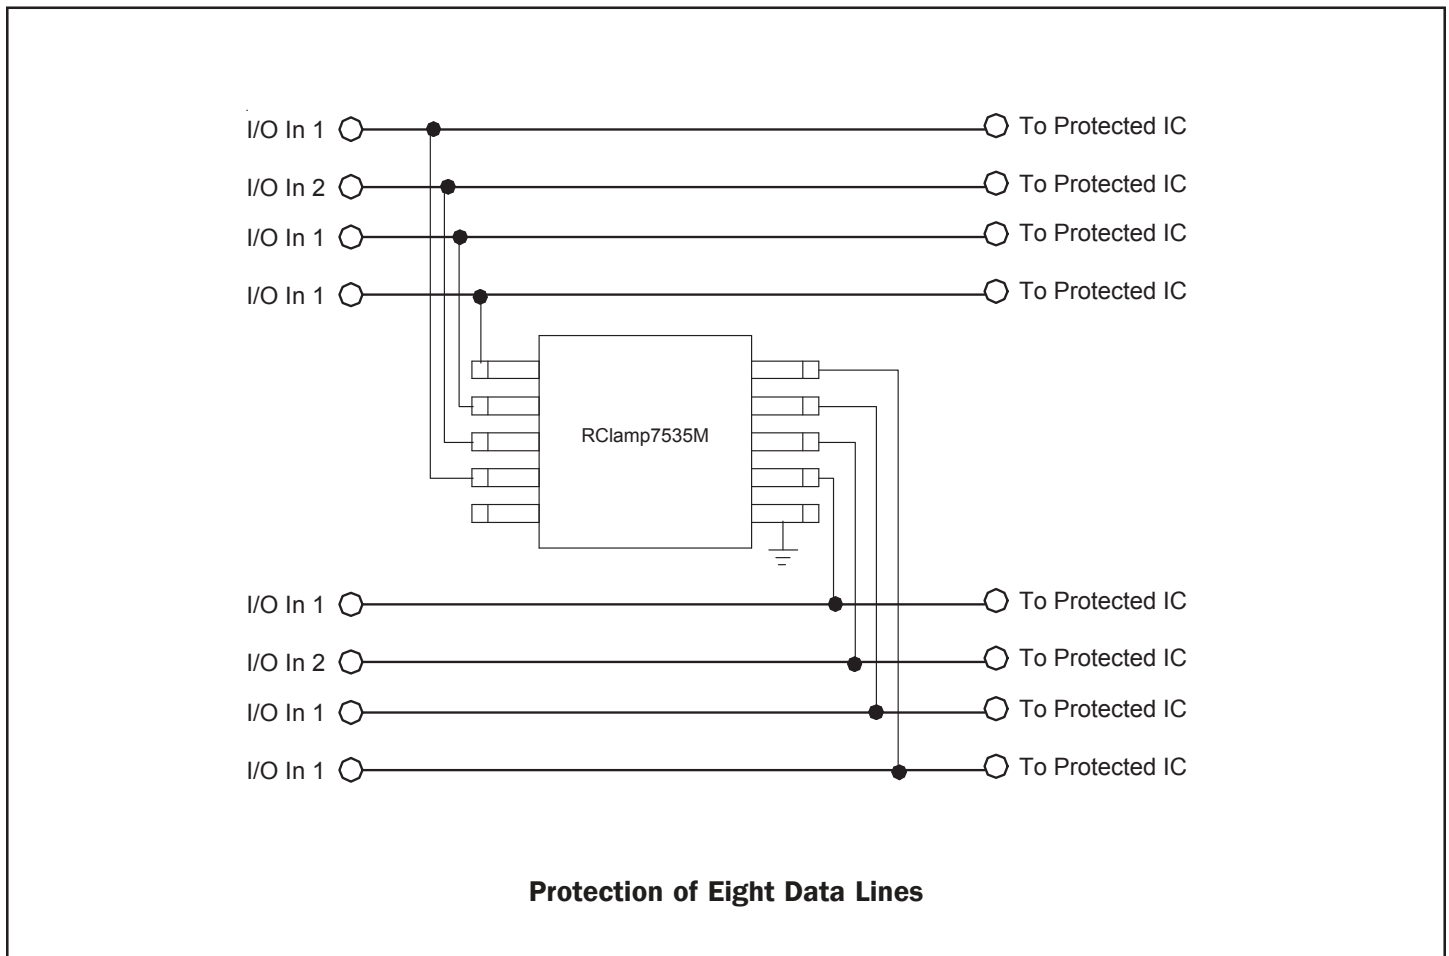 I/O In 1 To Protected IC
I/O In 2 To Protected IC
I/O In 1 To Protected IC
I/O In 1 To Protected IC
RClamp7535M
I/O In 1 To Protected IC
I/O In 2 To Protected IC
I/O In 1 To Protected IC
I/O In 1 To Protected IC
Protection of Eight Data Lines